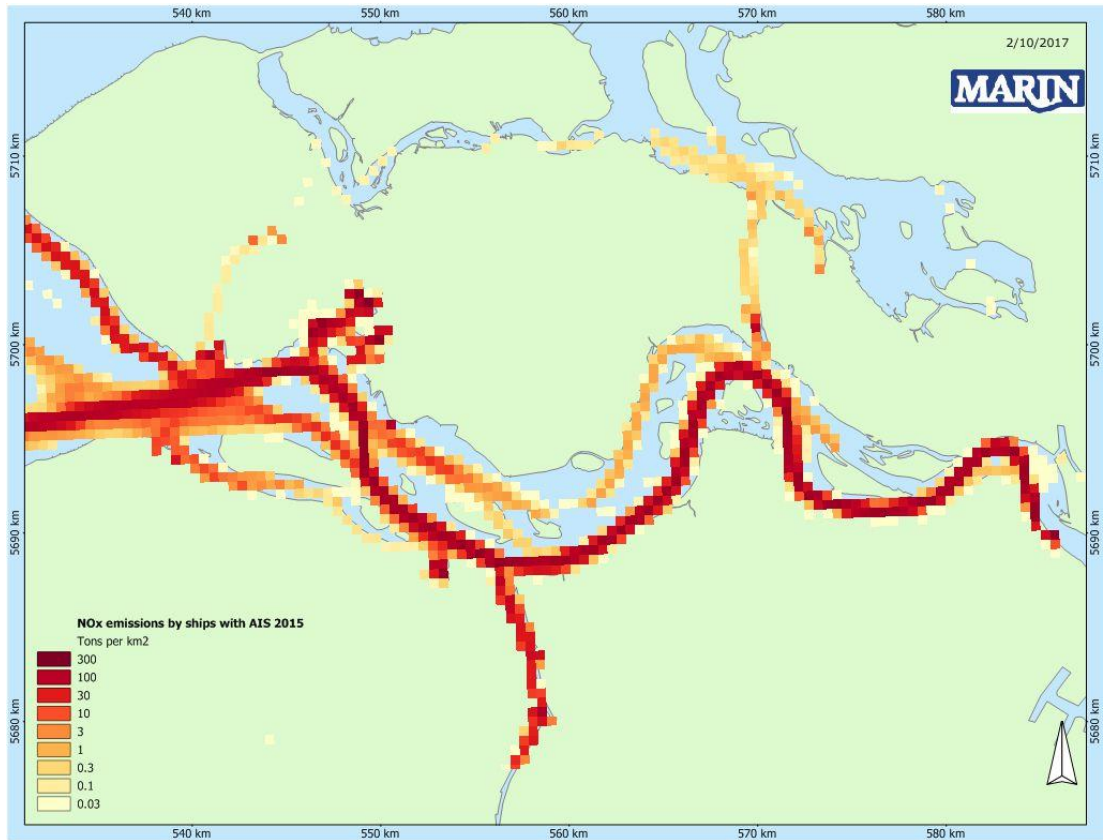 540 km
550 km
560 km
570 km
580 km
2/10/2017
MARIN
5710 km
5710 km
5700 km
5700 km
5690 km
5690 km
NOx emissions by ships with AIS 2015
Tons per km2
300
100
30
10
3
1
0.3
0.1
0.03
5680 km
5680 km
540 km
550 km
560 km
570 km
580 km